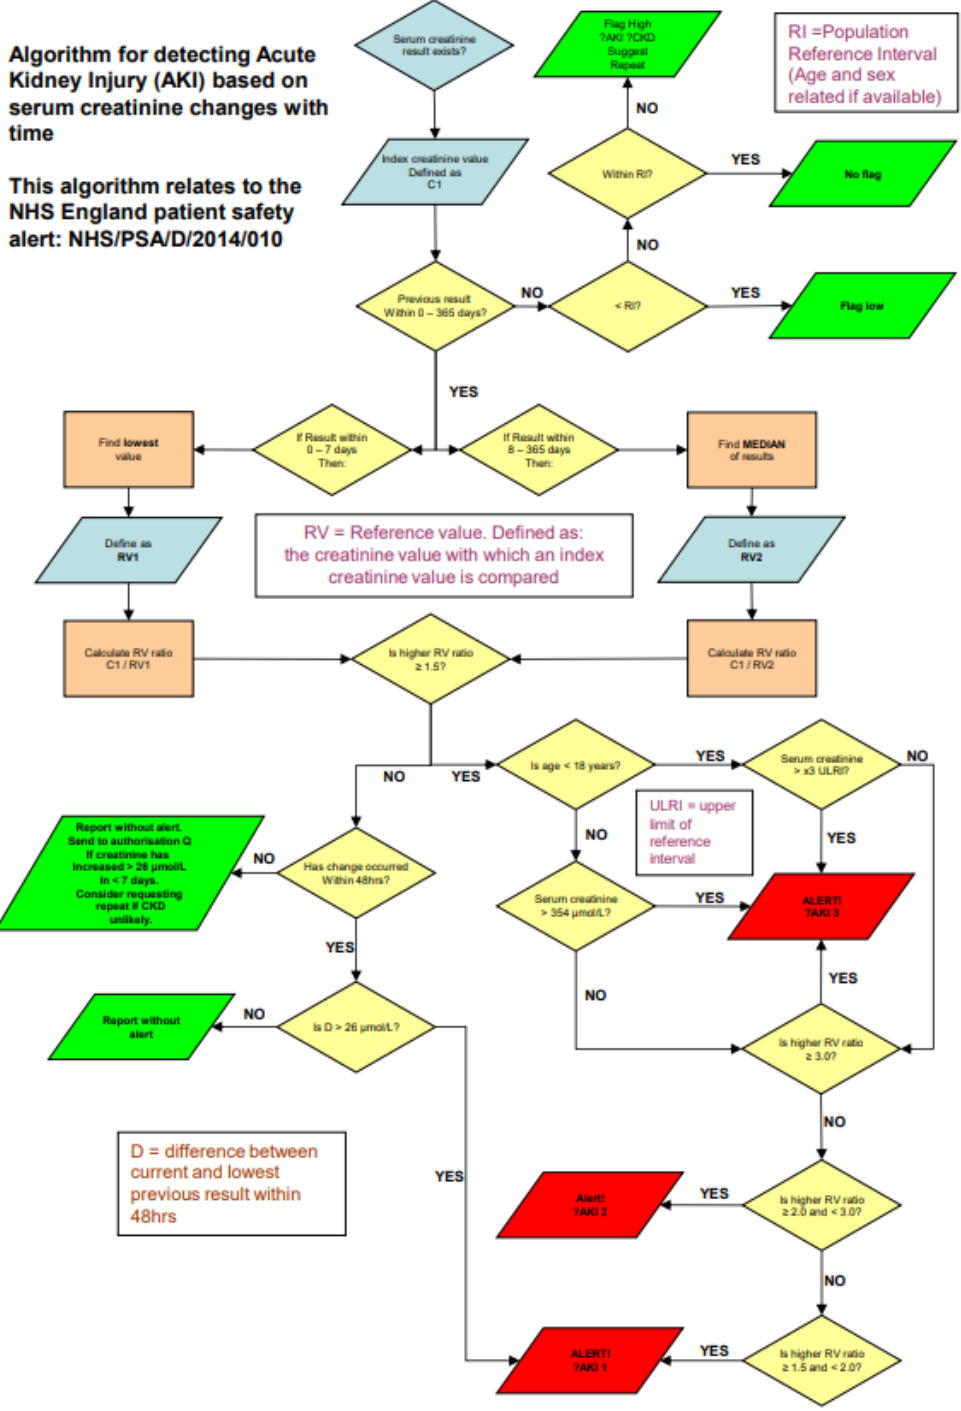 Algorithm for detecting Acute
Kidney Injury (AKI) based on
serum creatinine changes with
time
This algorithm relates to the
NHS England patient safety
alert: NHS/PSA/D/2014/010
Serum creatinine
result exists?
Flag High
?AKI ?CKD
Suggest
Repeat
RI =Population
Reference Interval
(Age and sex
related if available)
NO
Index creatinine value
Defined as
C1
Within RI?
YES
No flag
NO
Previous result
Within 0 – 365 days?
NO
< RI?
YES
Flag low
YES
Find lowest
value
If Result within
0 – 7 days
Then:
If Result within
8 – 365 days
Then:
Find MEDIAN
of results
Define as
RV1
RV = Reference value. Defined as:
the creatinine value with which an index
creatinine value is compared
Define as
RV2
Calculate RV ratio
C1 / RV1
Is higher RV ratio
≥ 1.5?
Calculate RV ratio
C1 / RV2
NO
YES
Is age < 18 years?
YES
Serum creatinine
> x3 ULRI?
NO
ULRI = upper
limit of
reference
interval
NO
YES
Report without alert.
Send to authorisation Q
If creatinine has
Increased > 26 µmol/L
In < 7 days.
Consider requesting
repeat If CKD
unlikely.
NO
Has change occurred
Within 48hrs?
Serum creatinine
> 354 µmol/L?
YES
ALERT!
?AKI 3
YES
NO
YES
Report without
alert
NO
Is D > 26 µmol/L?
Is higher RV ratio
≥ 3.0?
NO
D = difference between
current and lowest
previous result within
48hrs
YES
Alert!
?AKI 2
YES
Is higher RV ratio
≥ 2.0 and < 3.0?
NO
ALERT!
?AKI 1
YES
Is higher RV ratio
≥ 1.5 and < 2.0?